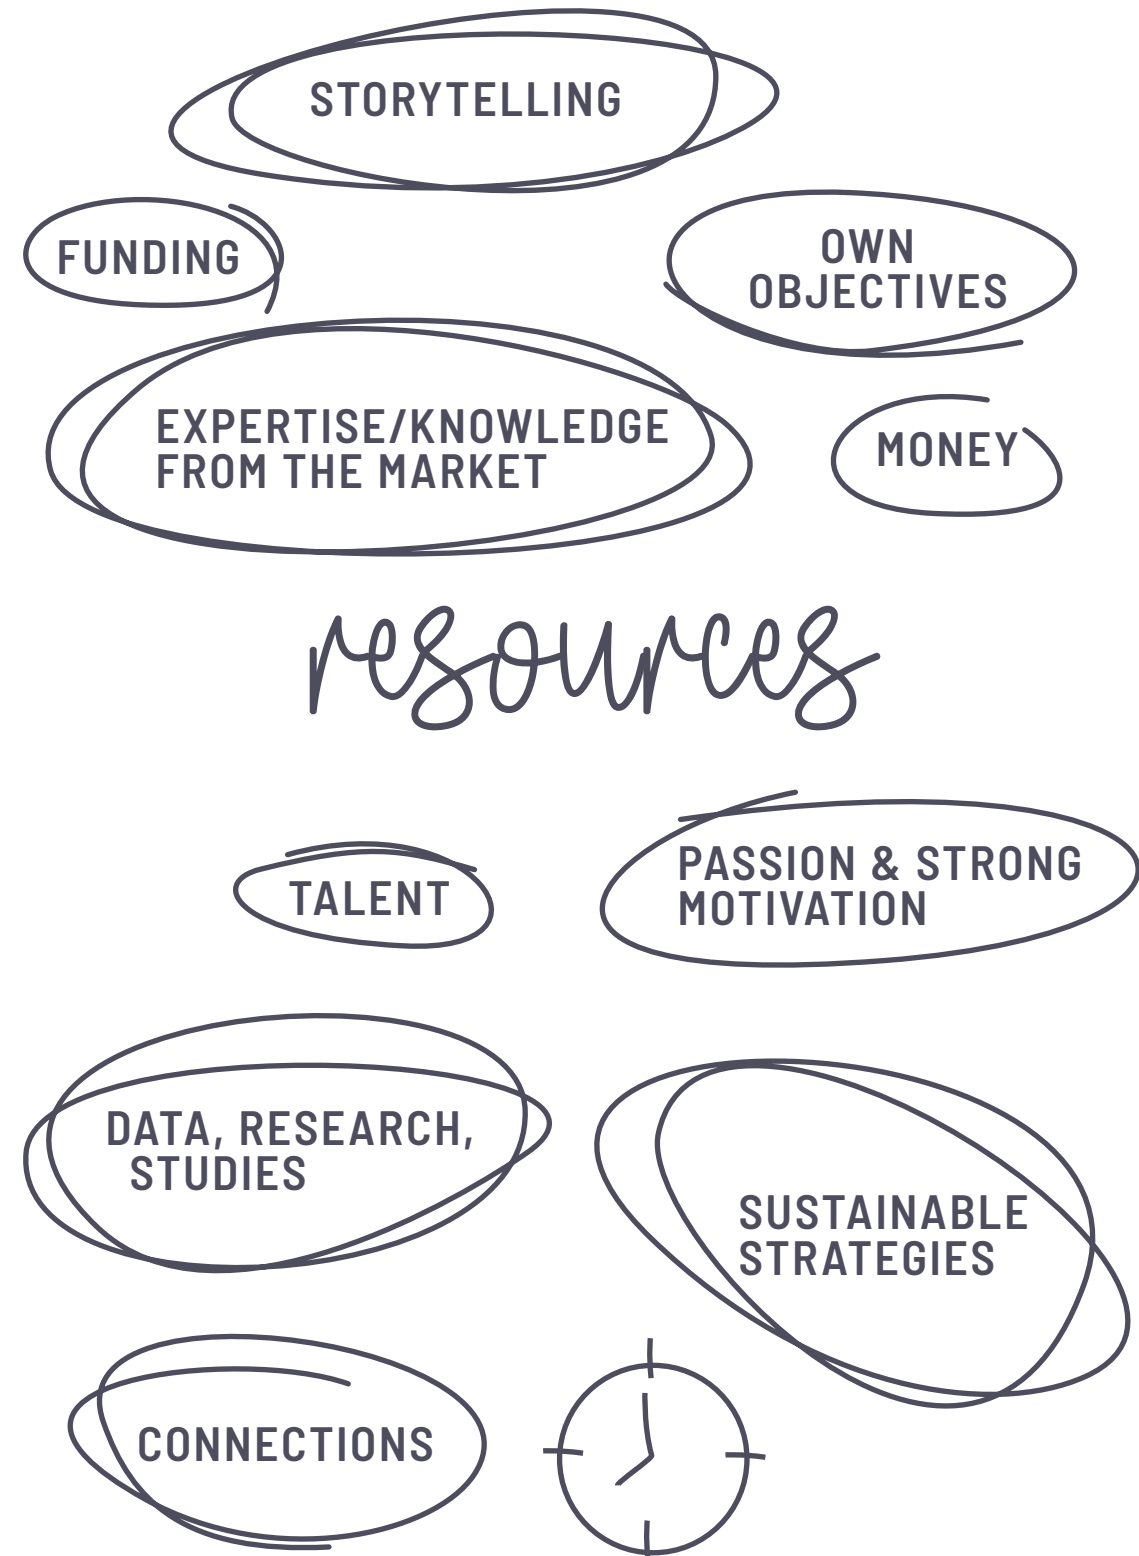 STORYTELLING
FUNDING
OWN
OBJECTIVES
EXPERTISE/KNOWLEDGE
FROM THE MARKET
MONEY
resources
TALENT
PASSION & STRONG
MOTIVATION
DATA, RESEARCH,
STUDIES
SUSTAINABLE
STRATEGIES
CONNECTIONS